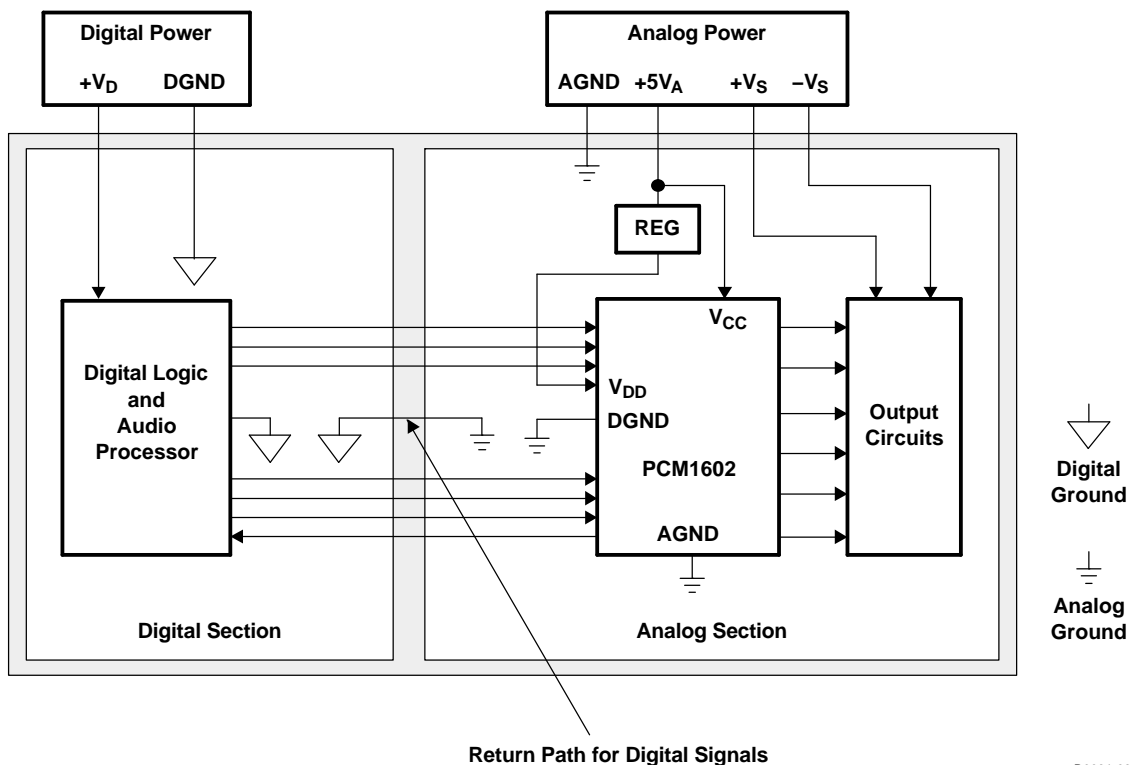 Digital Power
+VD DGND
Analog Power
AGND +5VA +VS –VS
REG
VCC
VDD
DGND
PCM1602
AGND
Digital Logic
and
Audio
Processor
Output
Circuits
Digital
Ground
Analog
Ground
Digital Section
Analog Section
Return Path for Digital Signals